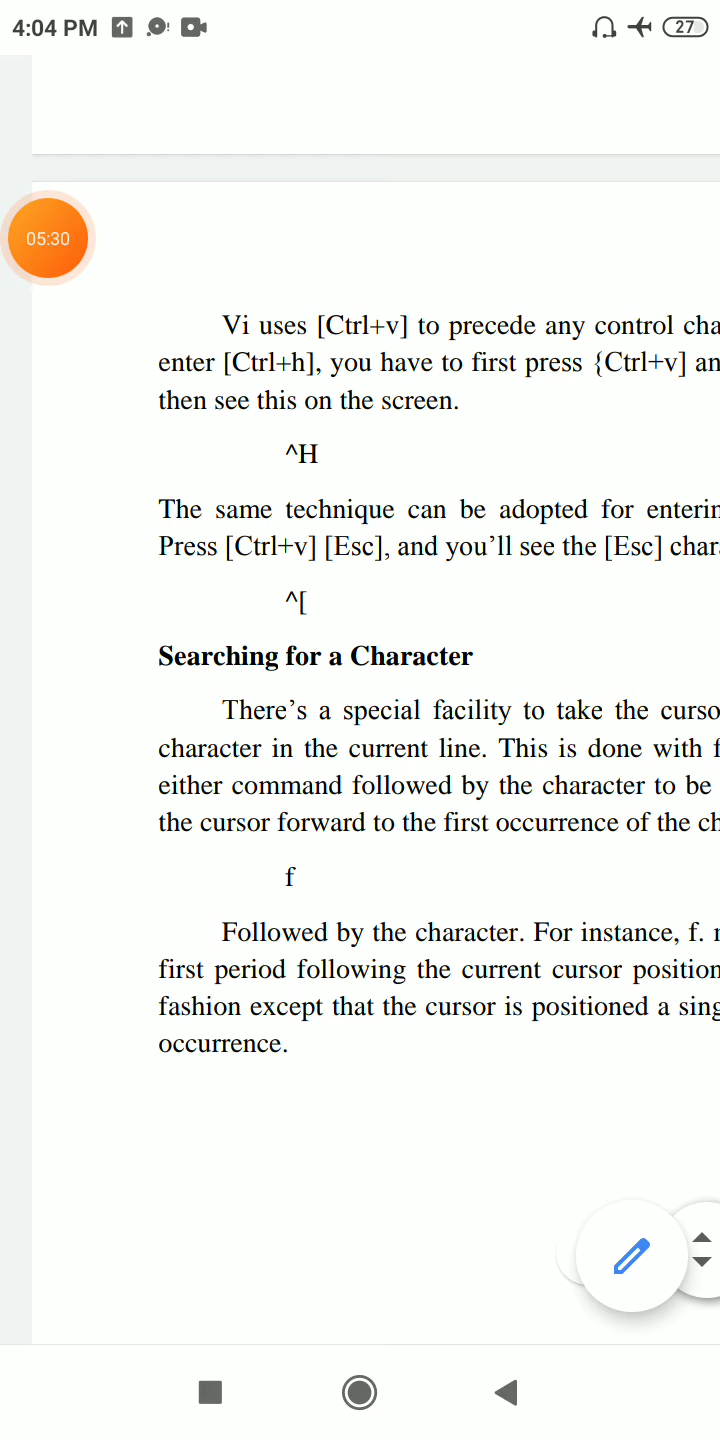 4:04 PM
27
05:30
Vi uses [Ctrl+v] to precede any control cha
enter [Ctrl+h], you have to first press {Ctrl+v] an
then see this on the screen.
^H
The same technique can be adopted for enterin
Press [Ctrl+v] [Esc], and you’ll see the [Esc] char
^[
Searching for a Character
There’s a special facility to take the curso
character in the current line. This is done with f
either command followed by the character to be
the cursor forward to the first occurrence of the ch
f
Followed by the character. For instance, f.
first period following the current cursor position
fashion except that the cursor is positioned a sing
occurrence.